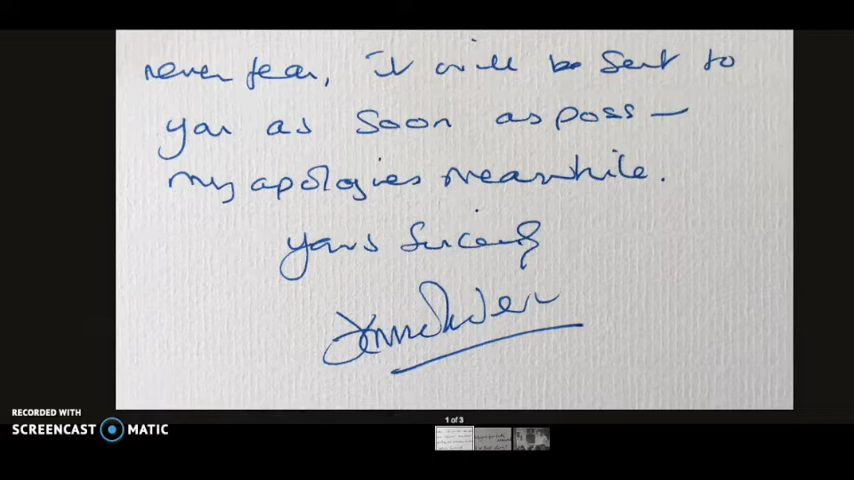 never fear, It will be sent to
you as soon as poss –
my apologies meanwhile.
yours sincerely
1 of 3
RECORDED WITH
SCREENCAST MATIC